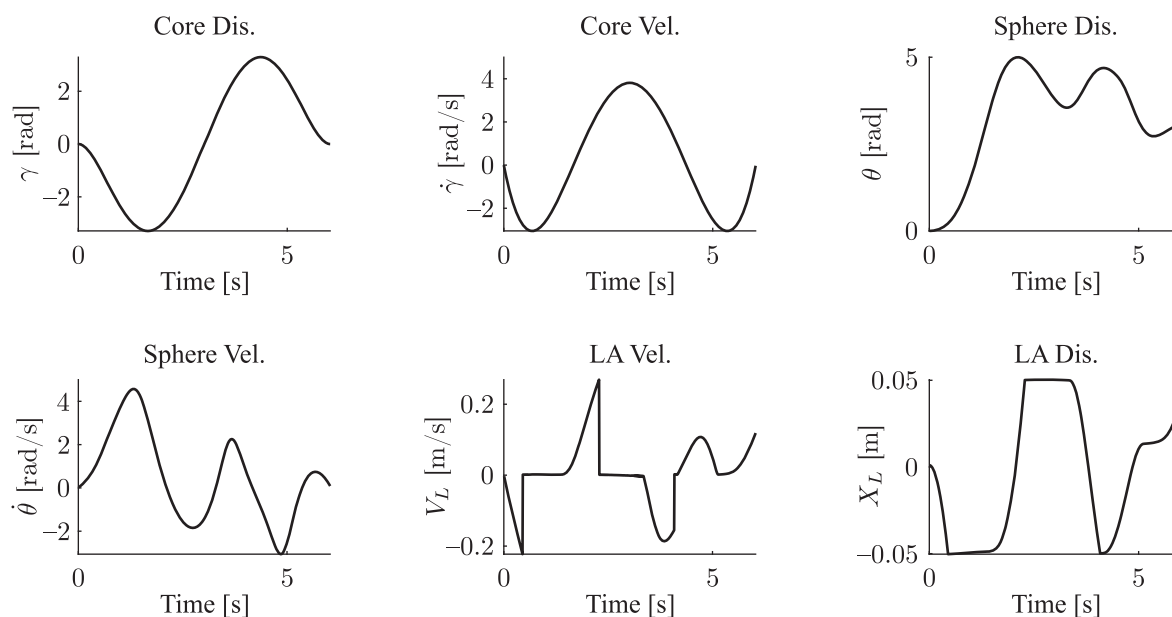 Core Dis.
Core Vel.
Sphere Dis.
γ [rad]
2
0
−2
0
5
Time [s]
γ̇ [rad/s]
4
2
0
−2
0
5
Time [s]
θ [rad]
5
0
0
5
Time [s]
Sphere Vel.
LA Vel.
LA Dis.
θ̇ [rad/s]
4
2
0
−2
0
5
Time [s]
V_L [m/s]
0.2
0
−0.2
0
5
Time [s]
X_L [m]
0.05
0
−0.05
0
5
Time [s]